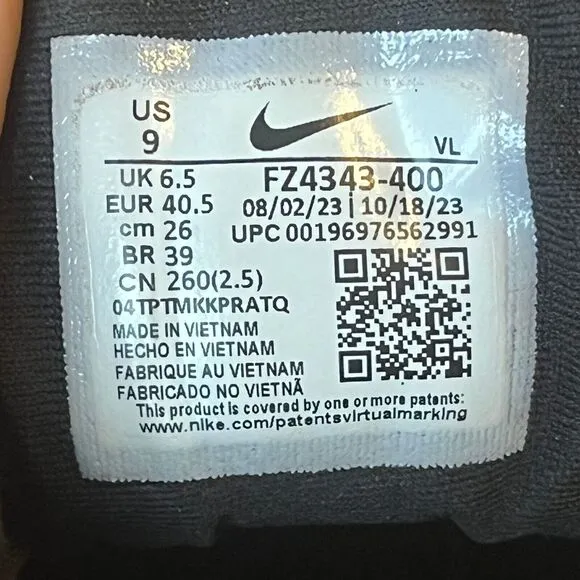 US
9
VL
UK 6.5
EUR 40.5
cm 26
BR 39
CN 260(2.5)
FZ4343-400
08/02/23 | 10/18/23
UPC 00196976562991
04TPTMKKPRATQ
MADE IN VIETNAM
HECHO EN VIETNAM
FABRIQUE AU VIETNAM
FABRICADO NO VIETNÃ
This product is covered by one or more patents:
www.nike.com/patentsvirtualmarking